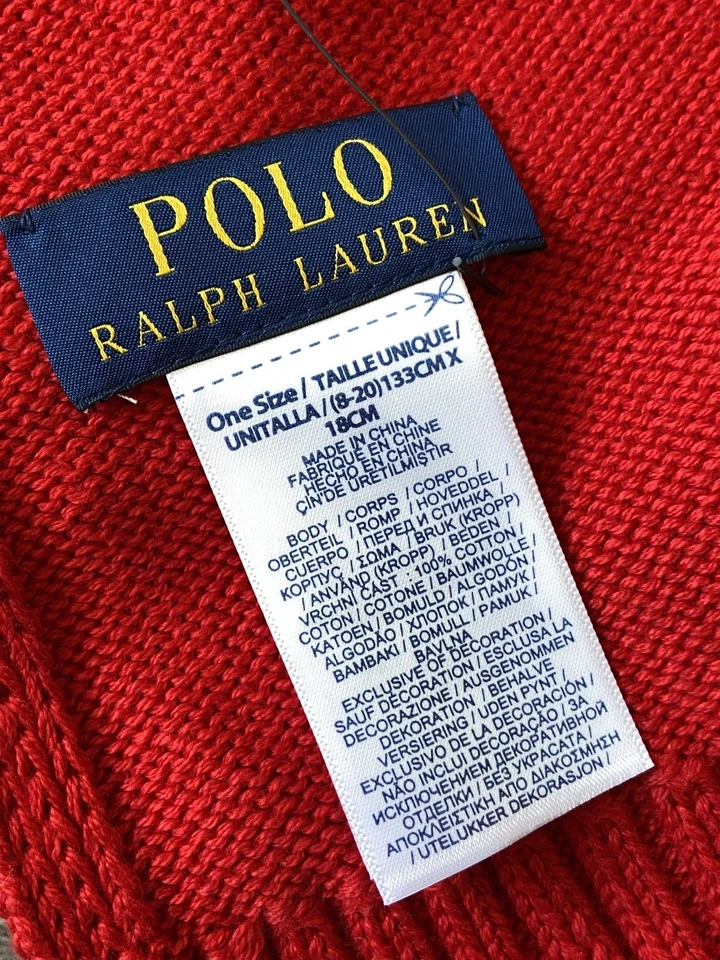 POLO
RALPH LAUREN
One Size / TAILLE UNIQUE /
UNITALLA / (8-20) 133CM X
18CM
MADE IN CHINA
FABRIQUÉ EN CHINE
HECHO EN CHINA
ÇİN'DE ÜRETİLMİŞTİR
BODY / CORPS / CORPO /
OBERTEIL / ROMP / HOVEDDEL /
CUERPO / ПЕРЕД И СПИНКА
КОРПУС / ΣΩΜΑ / BRUK (KROPP)
/ ANVÄND (KROPP) / BEDEN /
VRCHNÍ ČÁST : 100% COTTON /
COTON / COTONE / BAUMWOLLE /
KATOEN / BOMULD / ALGODÓN /
ALGODÃO / ХЛОПОК / ПАМУК /
BAMBAKI / BOMULL / PAMUK /
BAVLNA
EXCLUSIVE OF DECORATION /
SAUF DECORATION / ESCLUSA LA
DECORAZIONE / AUSGENOMMEN
DEKORATION / BEHALVE
VERSIERING / UDEN PYNT /
EXCLUSIVO DE LA DECORACIÓN /
NÃO INCLUI DECORAÇÃO / ЗА
ИСКЛЮЧЕНИЕМ ДЕКОРАТИВНОЙ
ОТДЕЛКИ / БЕЗ УКРАСАТА /
ΑΠΟΚΛΕΙΣΤΙΚΗ ΑΠΟ ΔΙΑΚΟΣΜΗΣΗ
/ UTELUKKER DEKORASJON /